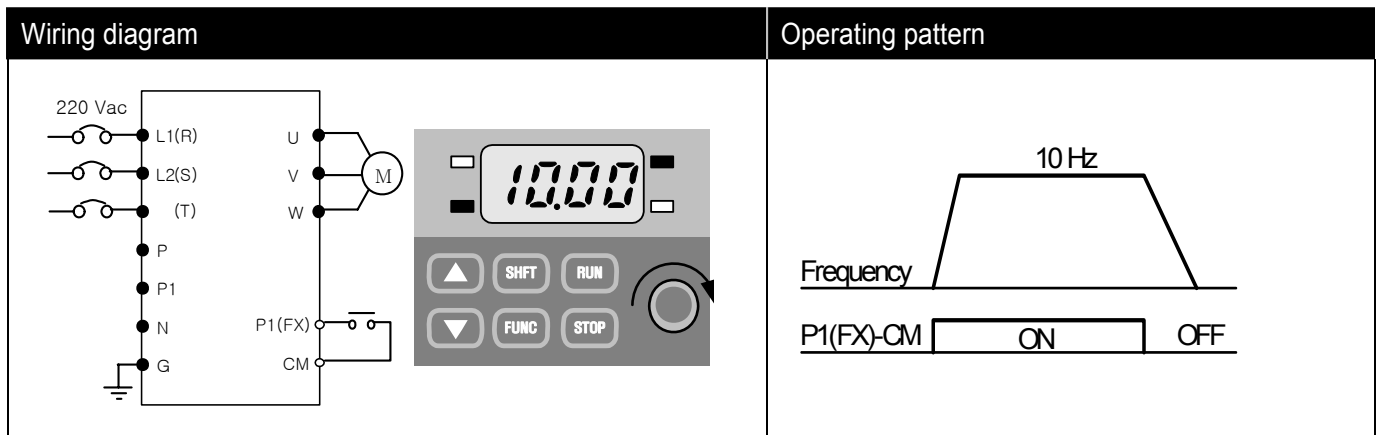 Wiring diagram
Operating pattern
220 Vac
L1(R)
L2(S)
(T)
P
P1
N
G
U
V
W
M
P1(FX)
CM
10.00
SHFT
RUN
FUNC
STOP
10 Hz
Frequency
P1(FX)-CM
ON
OFF